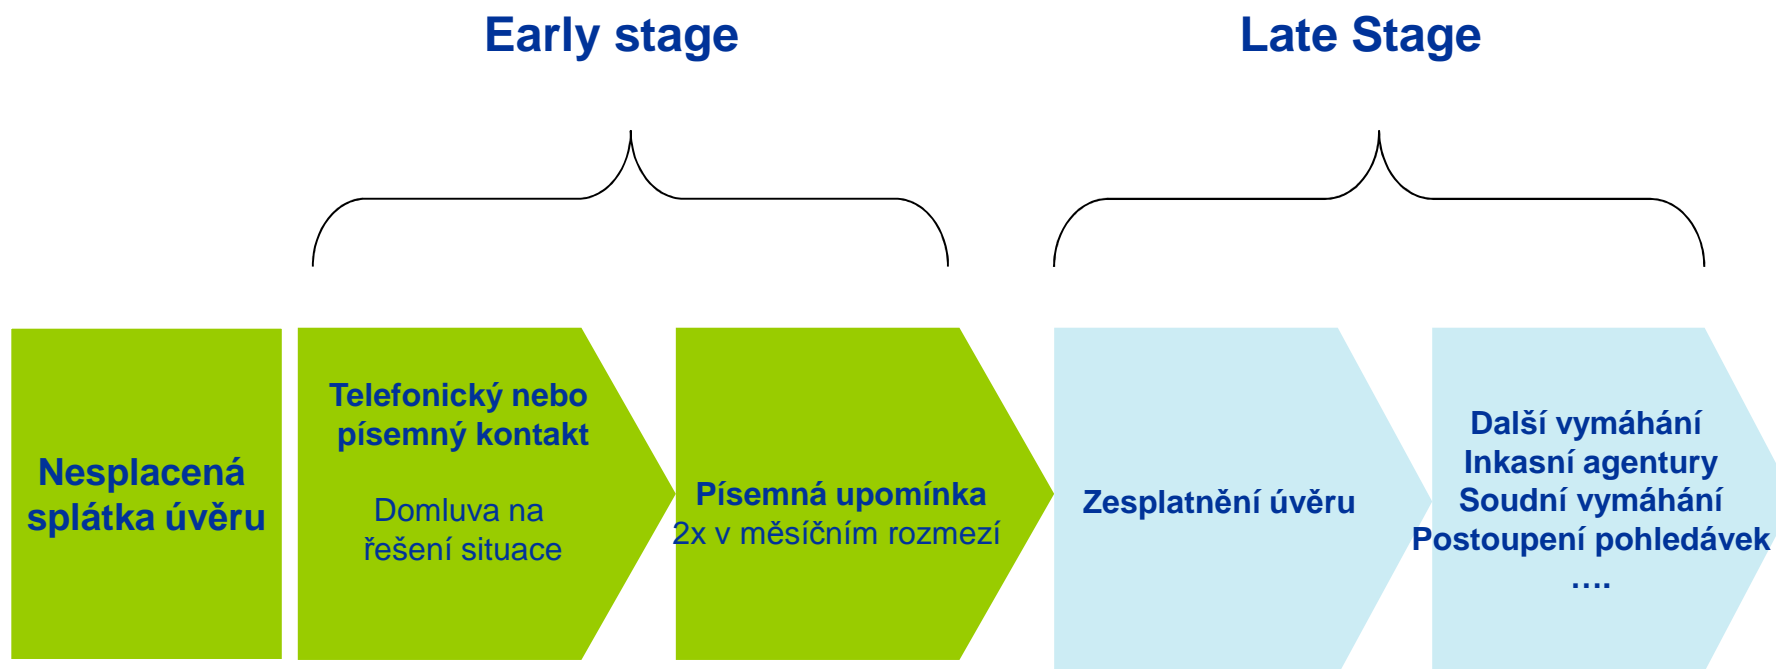 Early stage
Late Stage
Nesplacená
splátka úvěru
Telefonický nebo
písemný kontakt
Domluva na
řešení situace
Písemná upomínka
2x v měsíčním rozmezí
Zesplatnění úvěru
Další vymáhání
Inkasní agentury
Soudní vymáhání
Postoupení pohledávek
….